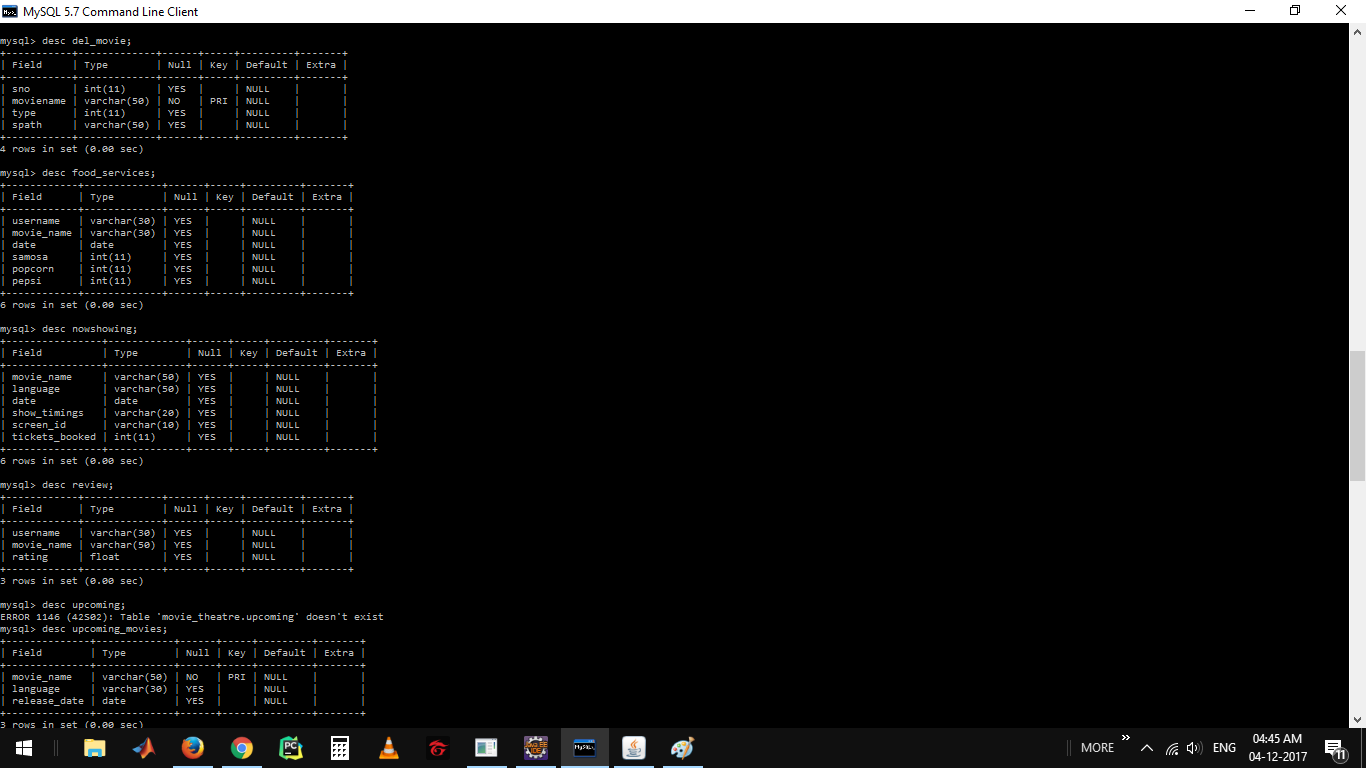 MySQL 5.7 Command Line Client
mysql> desc del_movie;
+-----------+-------------+------+-----+---------+-------+
| Field     | Type        | Null | Key | Default | Extra |
+-----------+-------------+------+-----+---------+-------+
| sno       | int(11)     | YES  |     | NULL    |       |
| moviename | varchar(50) | NO   | PRI | NULL    |       |
| type      | int(11)     | YES  |     | NULL    |       |
| spath     | varchar(50) | YES  |     | NULL    |       |
+-----------+-------------+------+-----+---------+-------+
4 rows in set (0.00 sec)
mysql> desc food_services;
+------------+-------------+------+-----+---------+-------+
| Field      | Type        | Null | Key | Default | Extra |
+------------+-------------+------+-----+---------+-------+
| username   | varchar(30) | YES  |     | NULL    |       |
| movie_name | varchar(30) | YES  |     | NULL    |       |
| date       | date        | YES  |     | NULL    |       |
| samosa     | int(11)     | YES  |     | NULL    |       |
| popcorn    | int(11)     | YES  |     | NULL    |       |
| pepsi      | int(11)     | YES  |     | NULL    |       |
+------------+-------------+------+-----+---------+-------+
6 rows in set (0.00 sec)
mysql> desc nowshowing;
+----------------+-------------+------+-----+---------+-------+
| Field          | Type        | Null | Key | Default | Extra |
+----------------+-------------+------+-----+---------+-------+
| movie_name     | varchar(50) | YES  |     | NULL    |       |
| language       | varchar(50) | YES  |     | NULL    |       |
| date           | date        | YES  |     | NULL    |       |
| show_timings   | varchar(20) | YES  |     | NULL    |       |
| screen_id      | varchar(10) | YES  |     | NULL    |       |
| tickets_booked | int(11)     | YES  |     | NULL    |       |
+----------------+-------------+------+-----+---------+-------+
6 rows in set (0.00 sec)
mysql> desc review;
+------------+-------------+------+-----+---------+-------+
| Field      | Type        | Null | Key | Default | Extra |
+------------+-------------+------+-----+---------+-------+
| username   | varchar(30) | YES  |     | NULL    |       |
| movie_name | varchar(50) | YES  |     | NULL    |       |
| rating     | float       | YES  |     | NULL    |       |
+------------+-------------+------+-----+---------+-------+
3 rows in set (0.00 sec)
mysql> desc upcoming;
ERROR 1146 (42S02): Table 'movie_theatre.upcoming' doesn't exist
mysql> desc upcoming_movies;
+--------------+-------------+------+-----+---------+-------+
| Field        | Type        | Null | Key | Default | Extra |
+--------------+-------------+------+-----+---------+-------+
| movie_name   | varchar(50) | NO   | PRI | NULL    |       |
| language     | varchar(30) | YES  |     | NULL    |       |
| release_date | date        | YES  |     | NULL    |       |
+--------------+-------------+------+-----+---------+-------+
3 rows in set (0.00 sec)
PC
MySQL
MORE
ENG
04:45 AM
04-12-2017
11